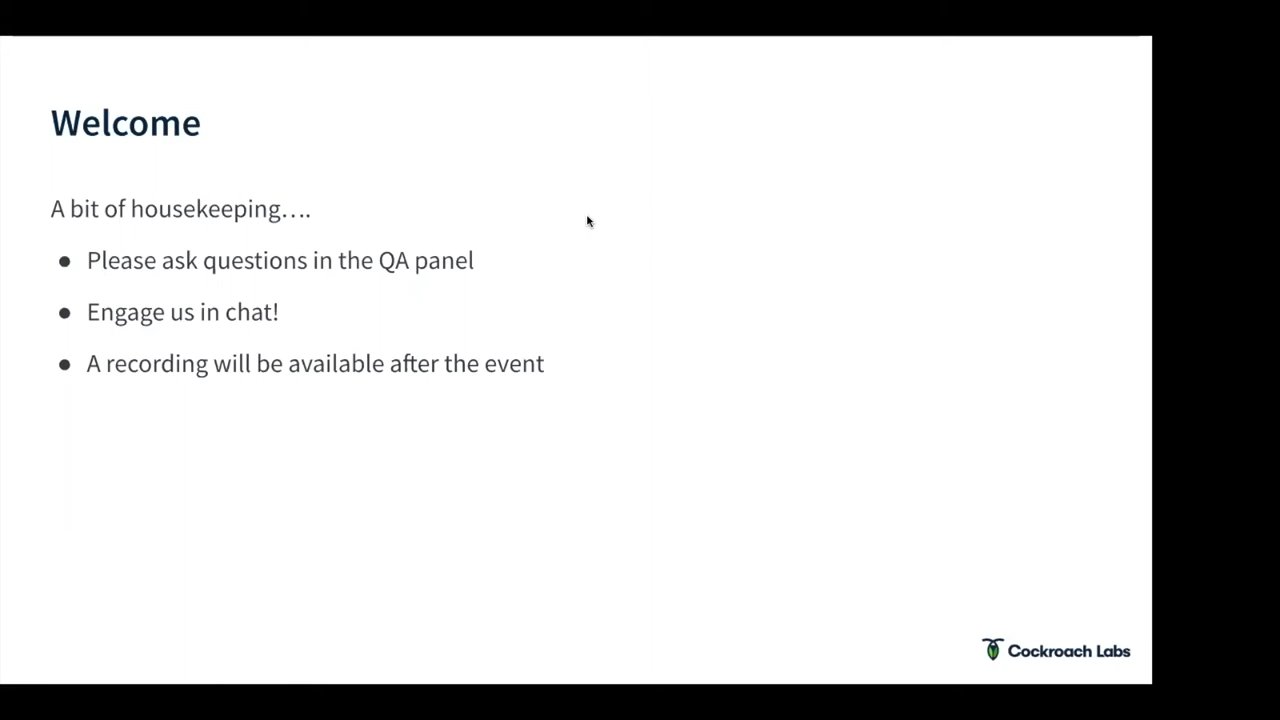 Welcome
A bit of housekeeping….
● Please ask questions in the QA panel
● Engage us in chat!
● A recording will be available after the event
Cockroach Labs